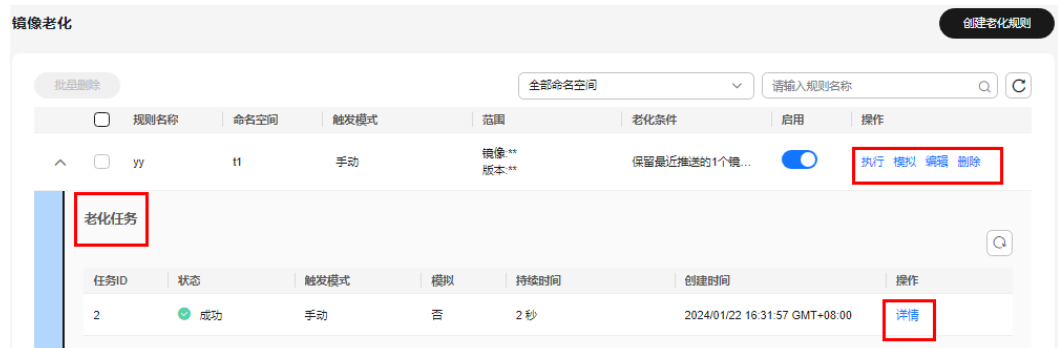 镜像老化 创建老化规则
批量删除 全部命名空间 请输入规则名称
规则名称 命名空间 触发模式 范围 老化条件 启用 操作
yy t1 手动 镜像:** 保留最近推送的1个镜... 执行 模拟 编辑 删除
版本:**
老化任务
任务ID 状态 触发模式 模拟 持续时间 创建时间 操作
2 成功 手动 否 2 秒 2024/01/22 16:31:57 GMT+08:00 详情